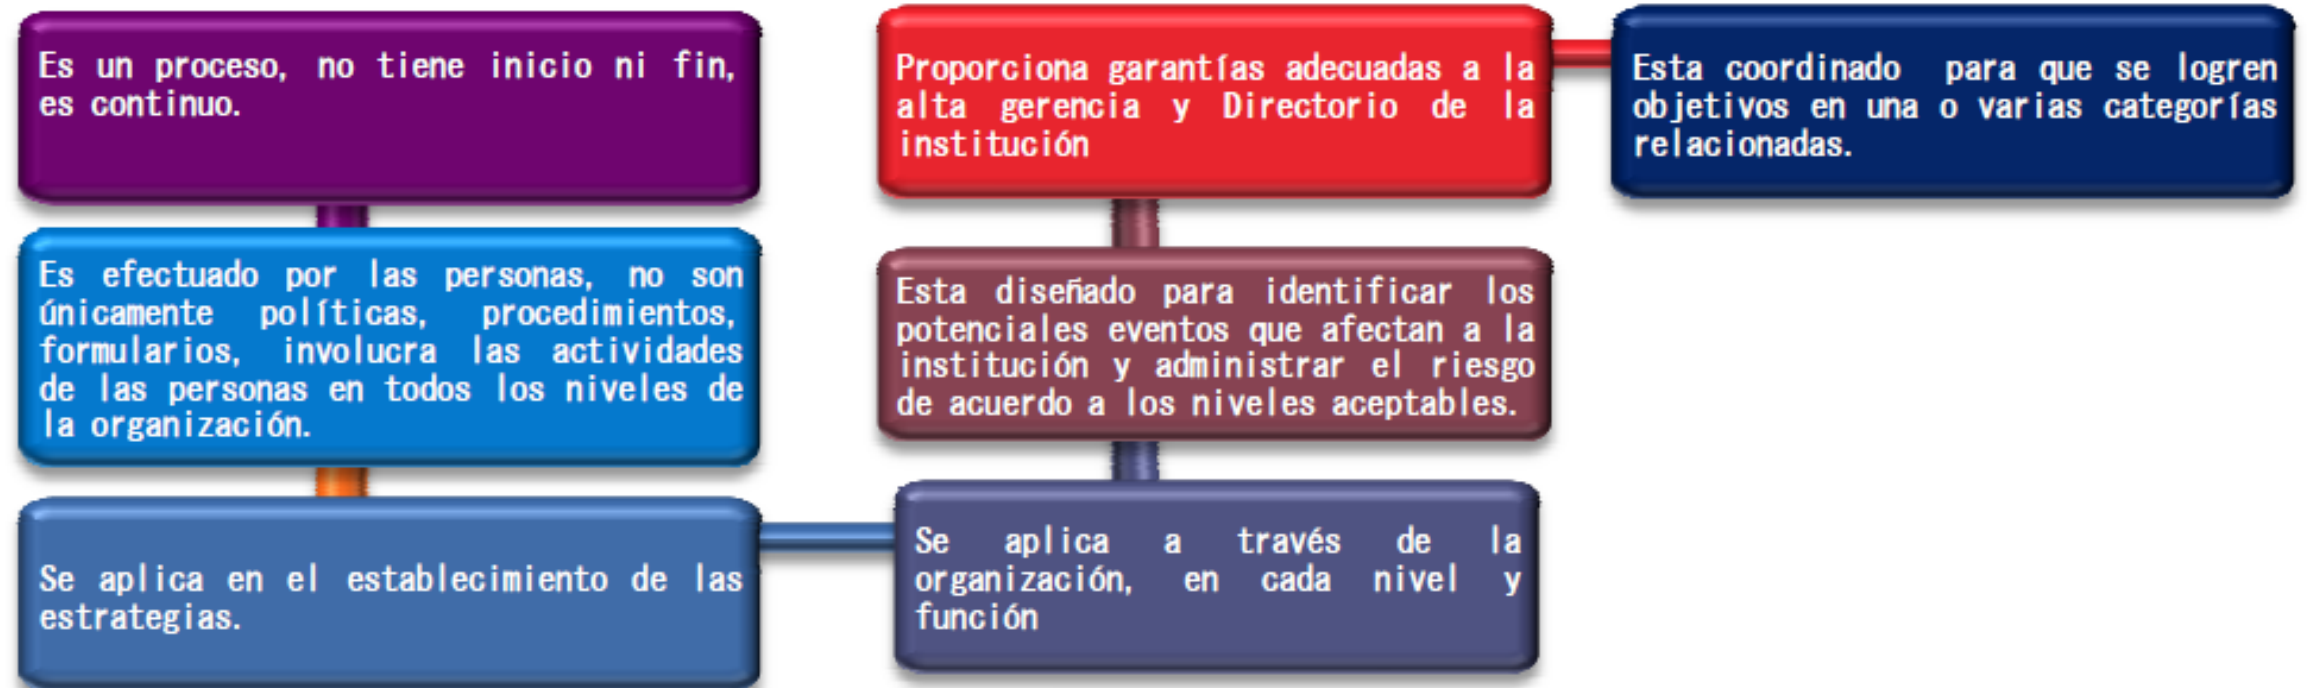 Es un proceso, no tiene inicio ni fin,
es continuo.
Es efectuado por las personas, no son
únicamente políticas, procedimientos,
formularios, involucra las actividades
de las personas en todos los niveles de
la organización.
Se aplica en el establecimiento de las
estrategias.
Se aplica a través de la
organización, en cada nivel y
función
Esta diseñado para identificar los
potenciales eventos que afectan a la
institución y administrar el riesgo
de acuerdo a los niveles aceptables.
Proporciona garantías adecuadas a la
alta gerencia y Directorio de la
institución
Esta coordinado para que se logren
objetivos en una o varias categorías
relacionadas.